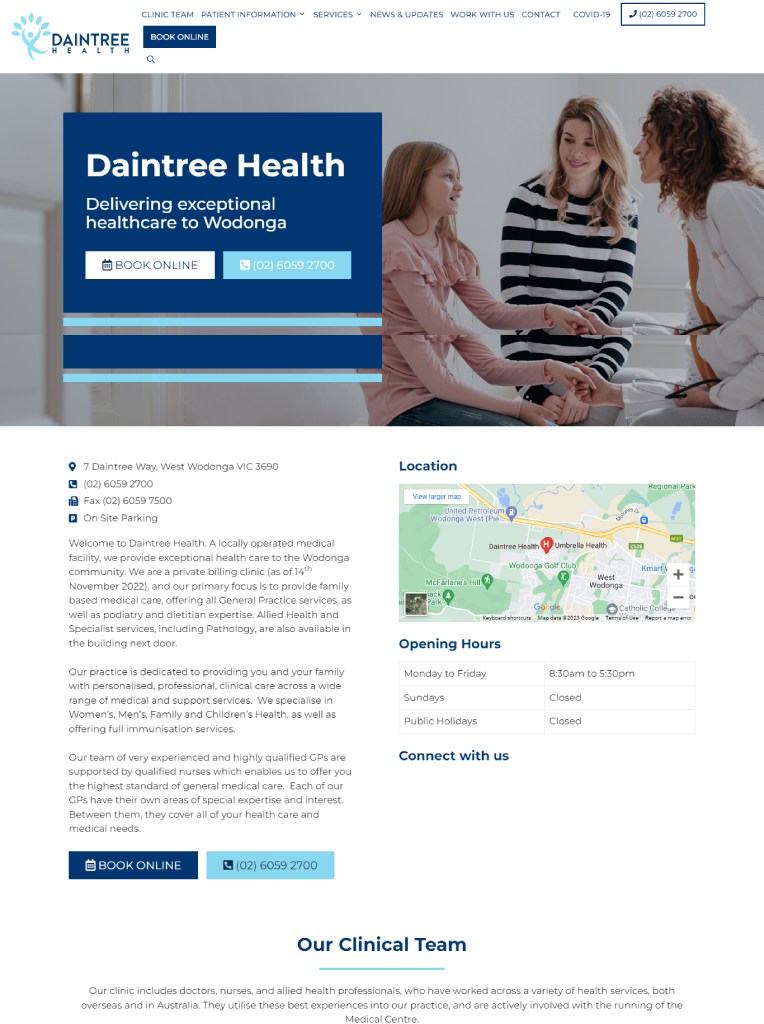 DAINTREE
HEALTH
CLINIC TEAM PATIENT INFORMATION SERVICES NEWS & UPDATES WORK WITH US CONTACT COVID-19 (02) 6059 2700
BOOK ONLINE
Daintree Health
Delivering exceptional
healthcare to Wodonga
BOOK ONLINE (02) 6059 2700
7 Daintree Way, West Wodonga VIC 3690
(02) 6059 2700
Fax (02) 6059 7500
On Site Parking
Welcome to Daintree Health. A locally operated medical
facility, we provide exceptional health care to the Wodonga
community. We are a private billing clinic (as of 14th
November 2022), and our primary focus is to provide family
based medical care, offering all General Practice services, as
well as podiatry and dietitian expertise. Allied Health and
Specialist services, including Pathology, are also available in
the building next door.
Our practice is dedicated to providing you and your family
with personalised, professional, clinical care across a wide
range of medical and support services. We specialise in
Women's, Men's, Family and Children's Health, as well as
offering full immunisation services.
Our team of very experienced and highly qualified GPs are
supported by qualified nurses which enables us to offer you
the highest standard of general medical care. Each of our
GPs have their own areas of special expertise and interest.
Between them, they cover all of your health care and
medical needs.
BOOK ONLINE (02) 6059 2700
Location
View larger map
Regional Park
United Petroleum
Wodonga West (Pie
Daintree Health Umbrella Health
Wodonga Golf Club
McFarlane's Hill
West
Wodonga
Kmart W
Catholic College
Google
Keyboard shortcuts Map data ©2023 Google Terms of Use Report a map error
Opening Hours
Monday to Friday 8:30am to 5:30pm
Sundays Closed
Public Holidays Closed
Connect with us
Our Clinical Team
Our clinic includes doctors, nurses, and allied health professionals, who have worked across a variety of health services, both
overseas and in Australia. They utilise these best experiences into our practice, and are actively involved with the running of the
Medical Centre.